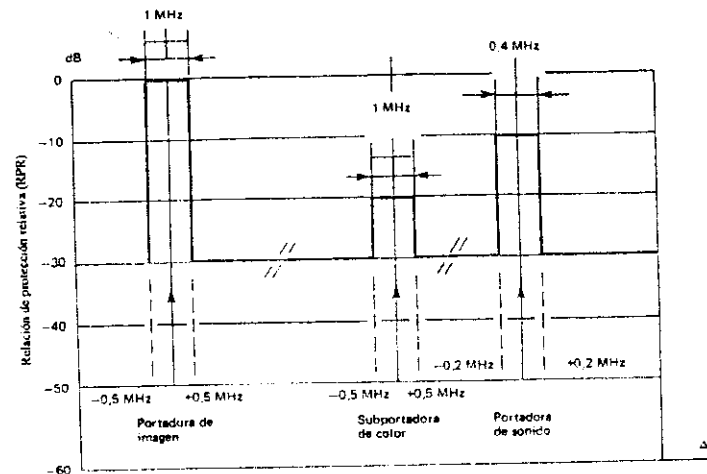 1 MHz
dB
0,4 MHz
0
1 MHz
−10
−20
−30
−40
−50
−60
Relación de protección relativa (RPR)
−0,2 MHz
+0,2 MHz
−0,5 MHz
+0,5 MHz
−0,5 MHz
+0,5 MHz
Portadura de
imagen
Subportadora
de color
Portadora
de sonido